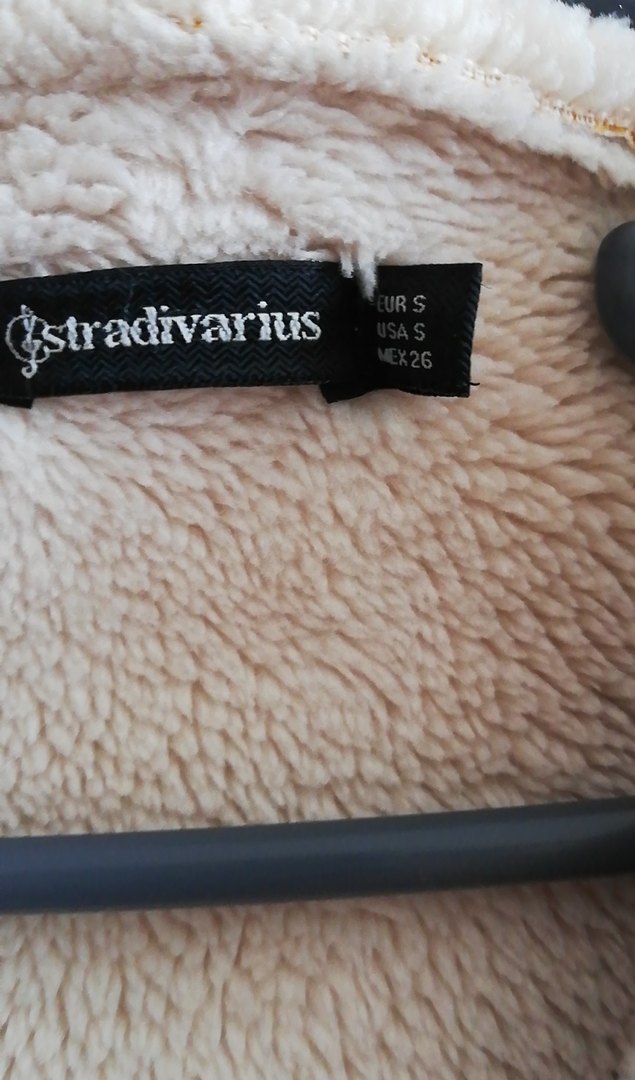 stradivarius
EUR S
USA S
MEX 26